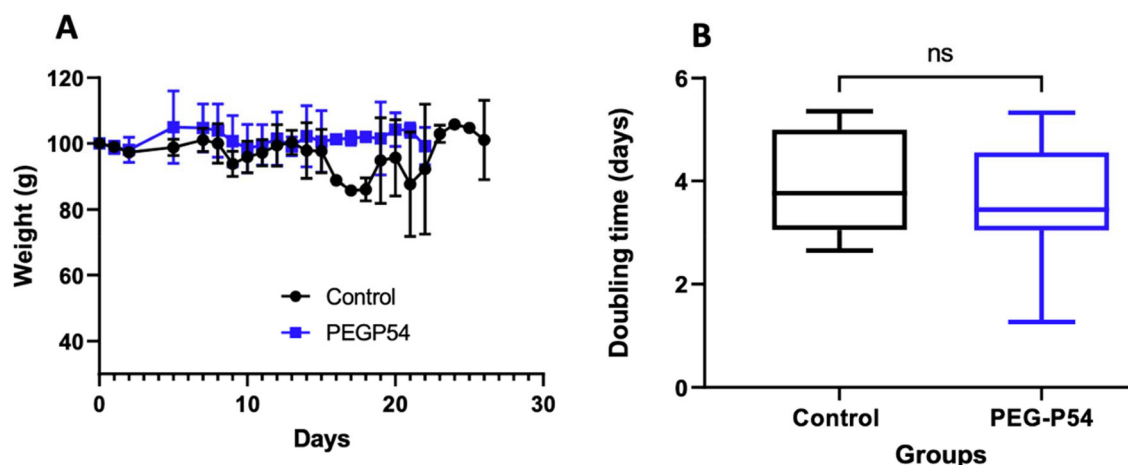 A
120
100
80
60
40
Weight (g)
Control
PEGP54
0
10
20
30
Days
B
ns
6
4
2
0
Doubling time (days)
Control
PEG-P54
Groups